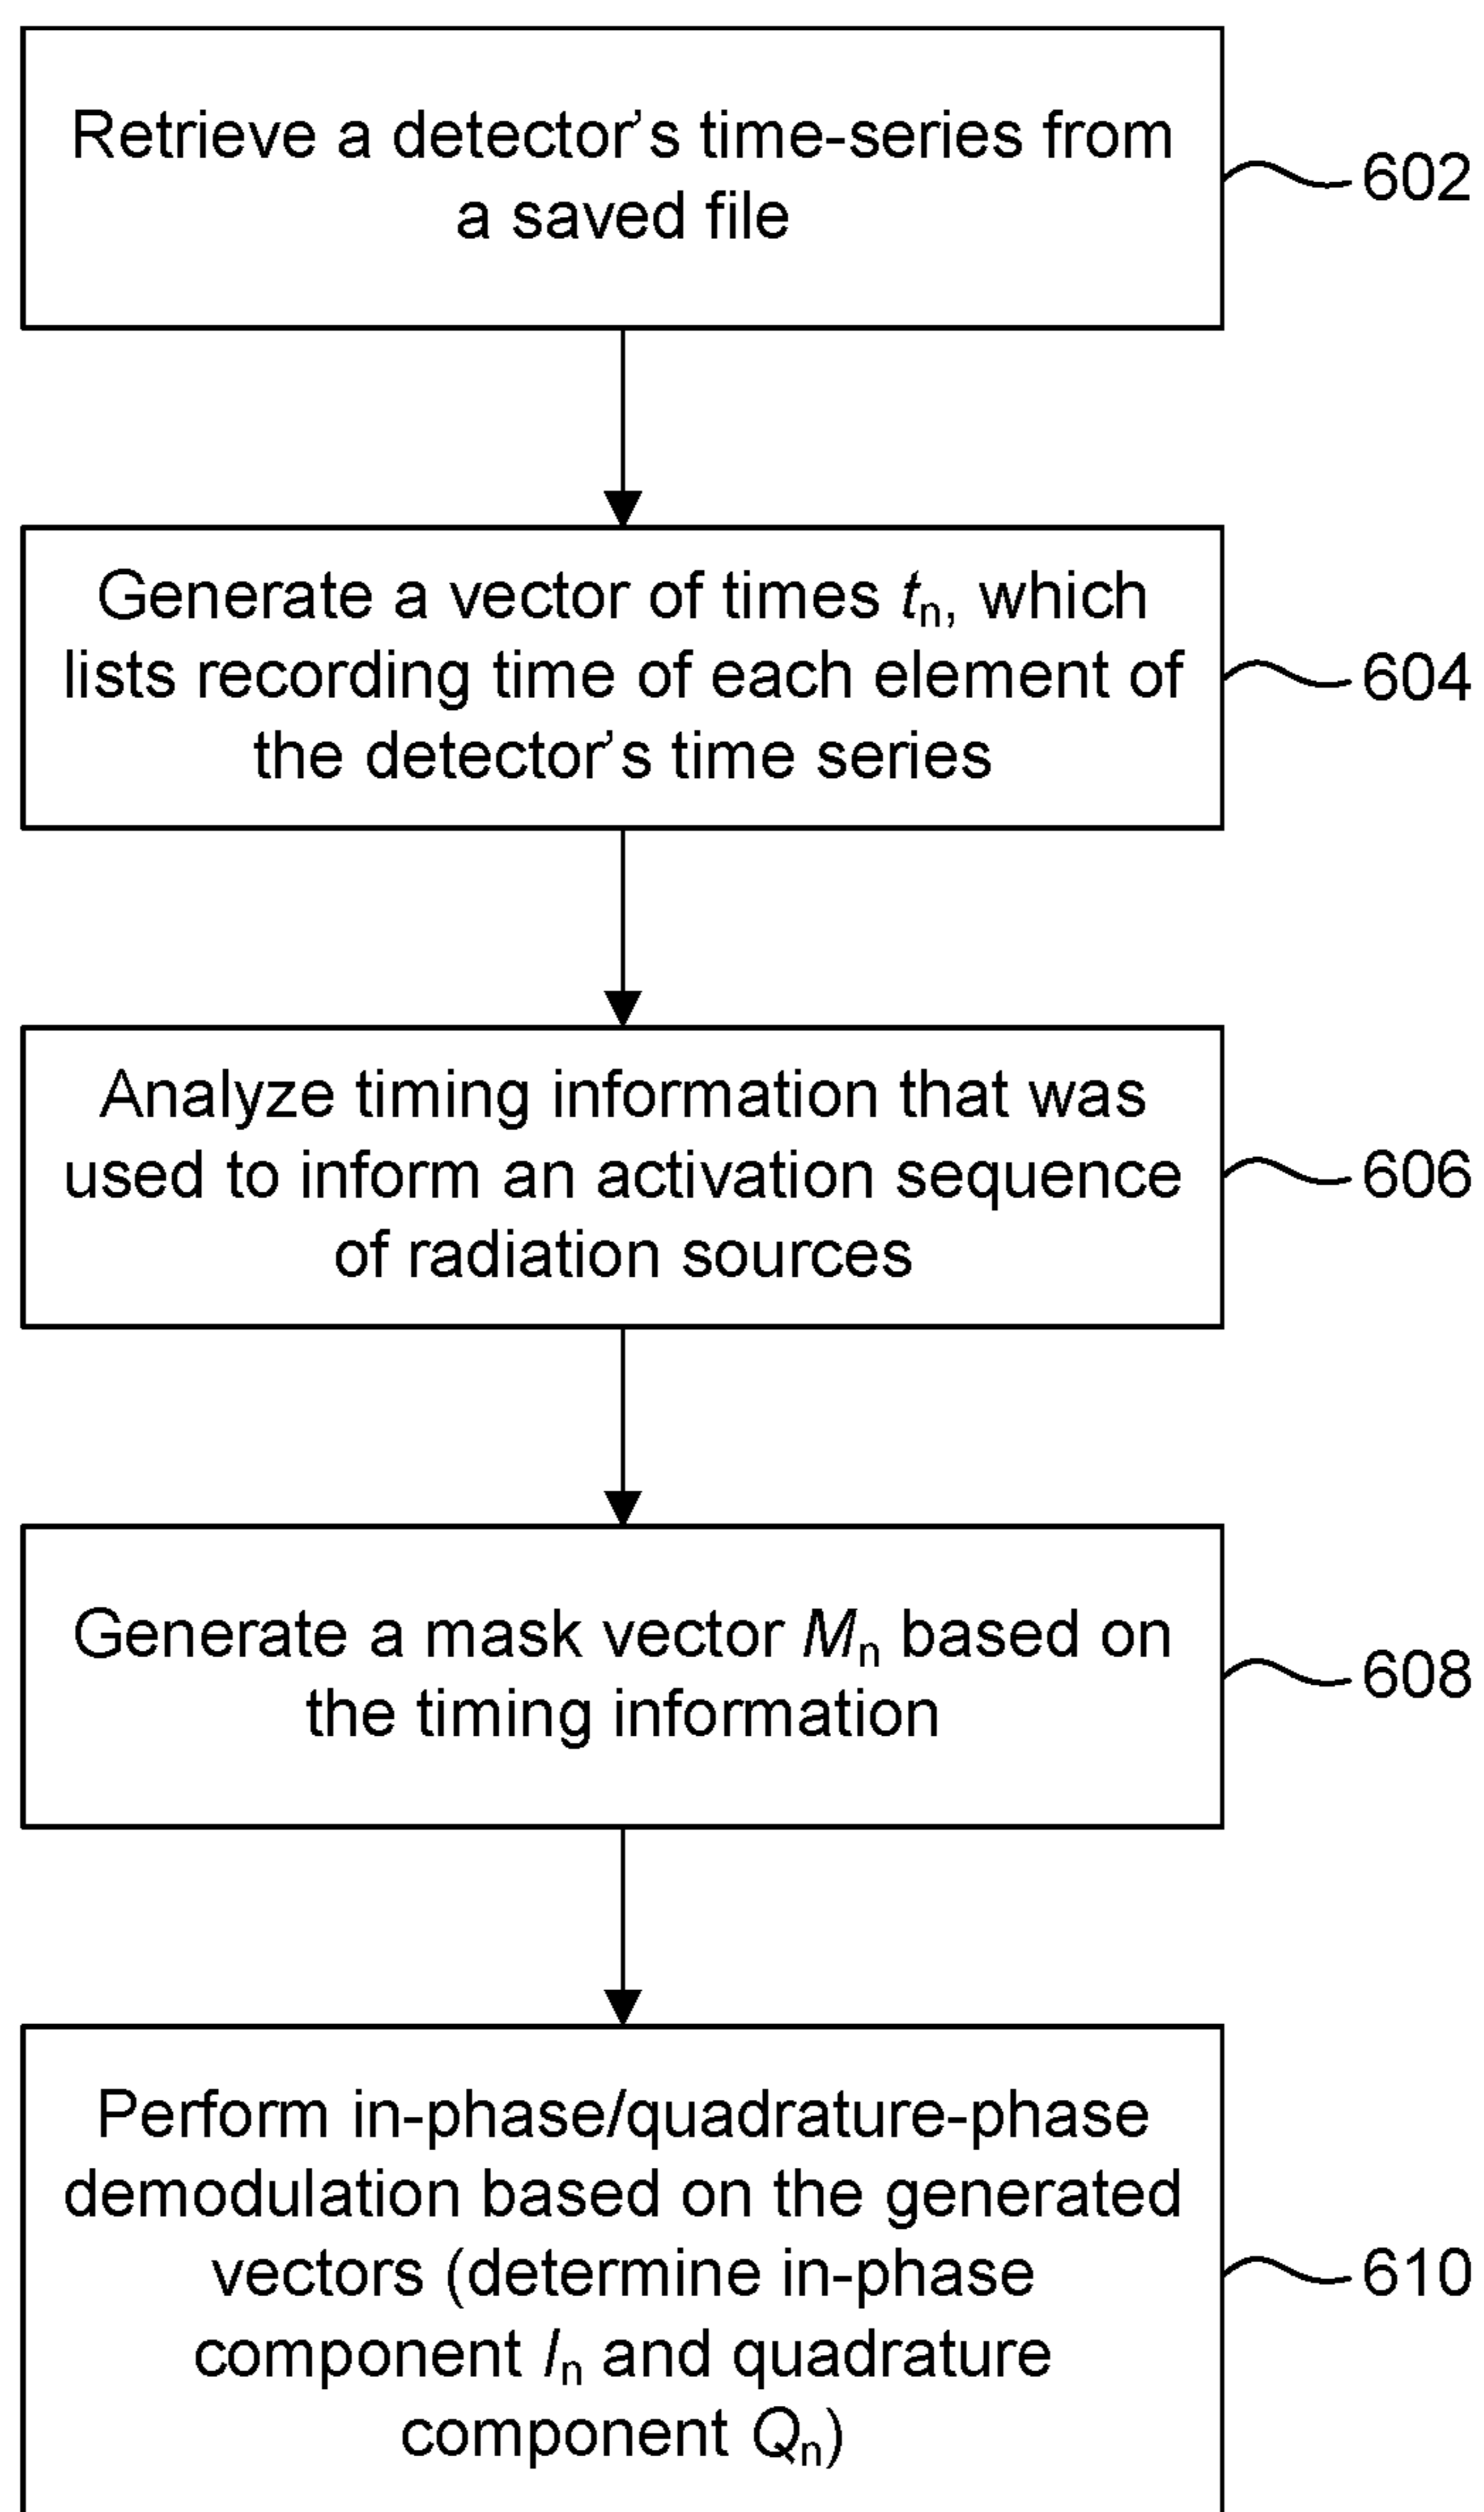 Retrieve a detector's time-series from
a saved file
602
Generate a vector of times tn, which
lists recording time of each element of
the detector's time series
604
Analyze timing information that was
used to inform an activation sequence
of radiation sources
606
Generate a mask vector Mn based on
the timing information
608
Perform in-phase/quadrature-phase
demodulation based on the generated
vectors (determine in-phase
component In and quadrature
component Qn)
610